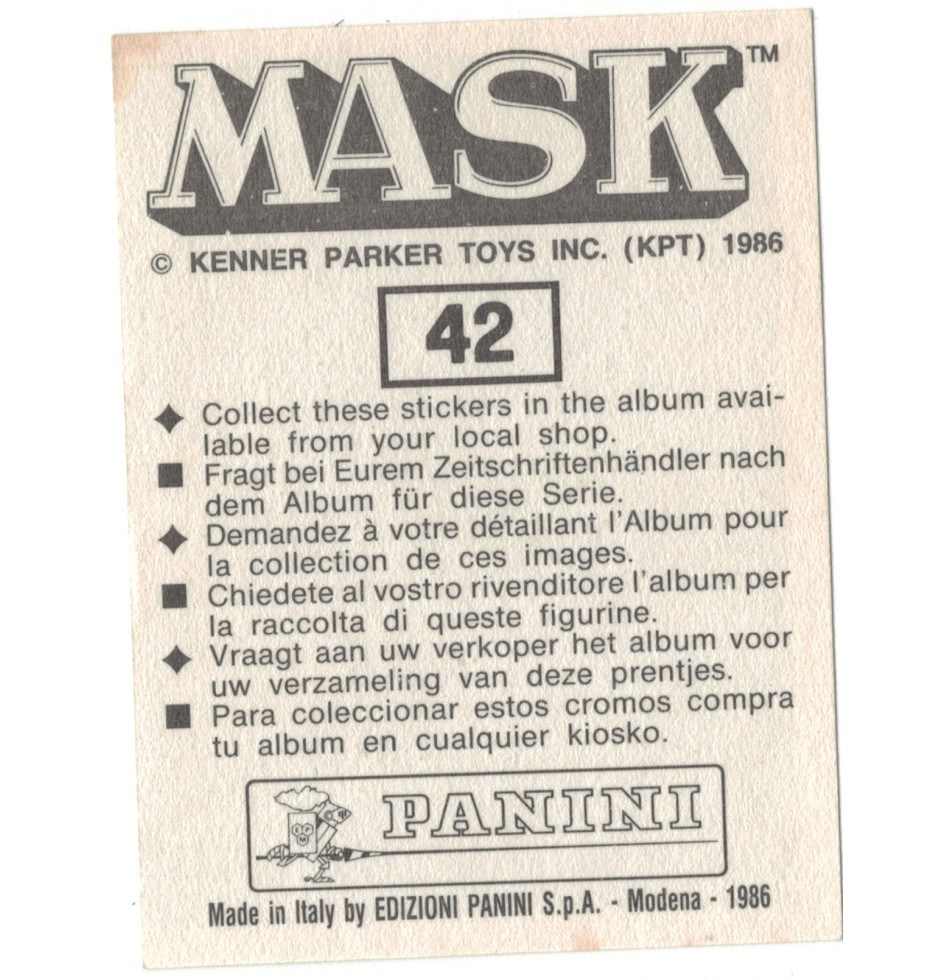 MASK™
© KENNER PARKER TOYS INC. (KPT) 1986
42
◆ Collect these stickers in the album avai-
lable from your local shop.
■ Fragt bei Eurem Zeitschriftenhändler nach
dem Album für diese Serie.
◆ Demandez à votre détaillant l'Album pour
la collection de ces images.
■ Chiedete al vostro rivenditore l'album per
la raccolta di queste figurine.
◆ Vraagt aan uw verkoper het album voor
uw verzameling van deze prentjes.
■ Para coleccionar estos cromos compra
tu album en cualquier kiosko.
PANINI
Made in Italy by EDIZIONI PANINI S.p.A. - Modena - 1986